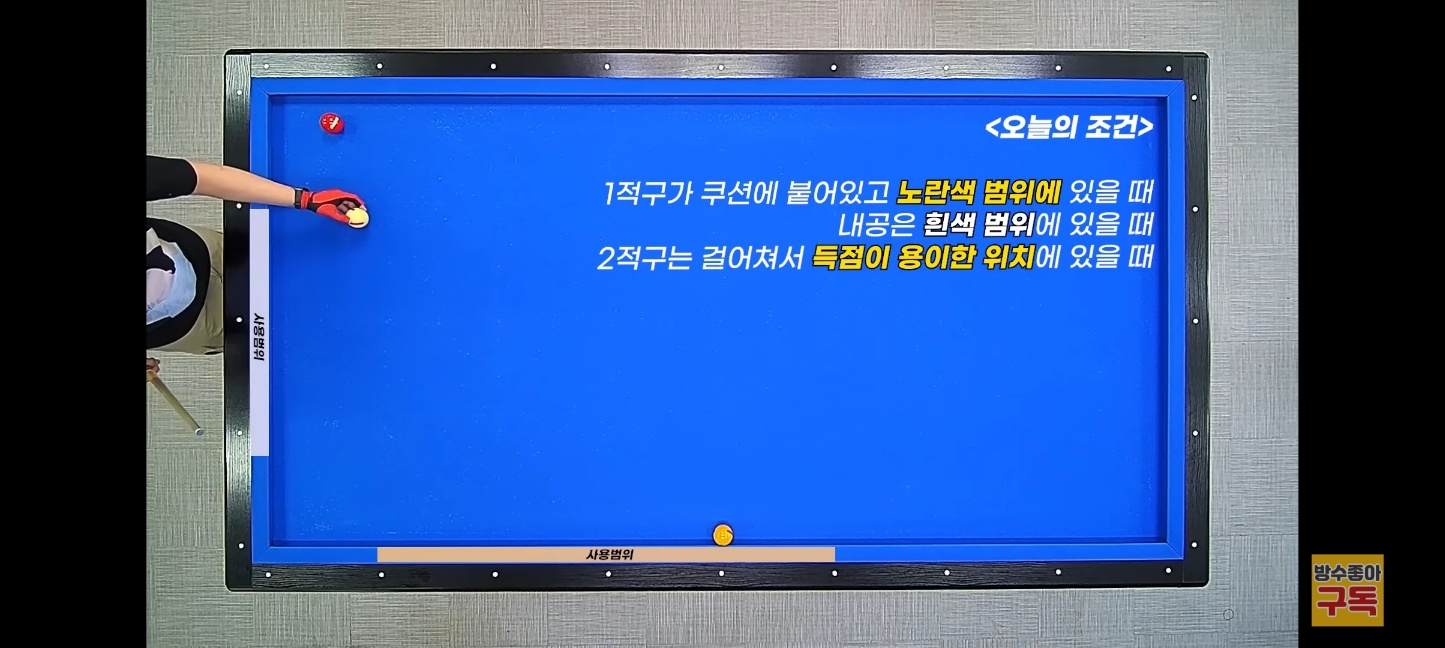 <오늘의 조건>
1적구가 쿠션에 붙어있고 노란색 범위에 있을 때
내공은 흰색 범위에 있을 때
2적구는 걸어쳐서 득점이 용이한 위치에 있을 때
사용범위
사용범위
방수좋아
구독